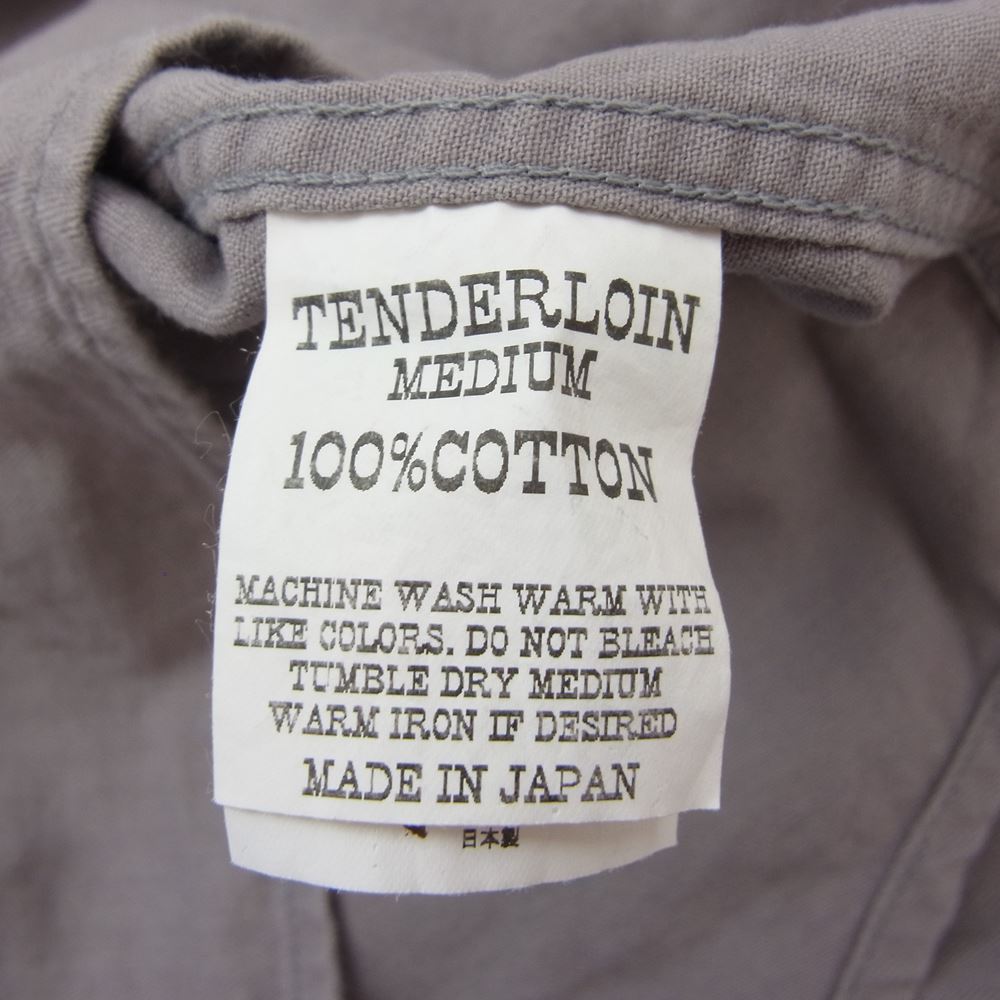 TENDERLOIN
MEDIUM
100%COTTON
MACHINE WASH WARM WITH
LIKE COLORS. DO NOT BLEACH
TUMBLE DRY MEDIUM
WARM IRON IF DESIRED
MADE IN JAPAN
日本製